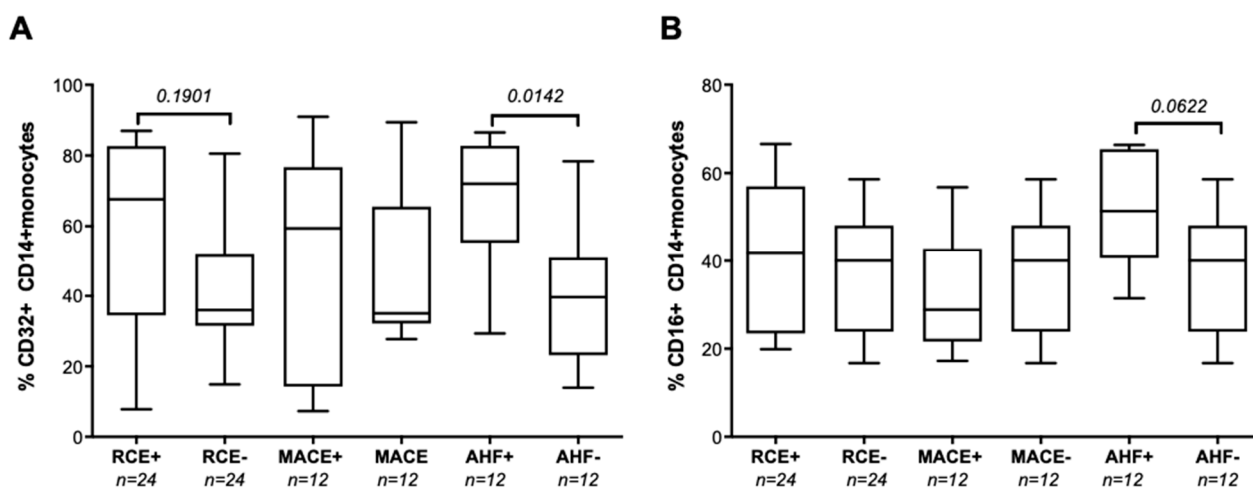 A
% CD32+ CD14+monocytes
100
80
60
40
20
0
0.1901
0.0142
RCE+ RCE- MACE+ MACE AHF+ AHF-
n=24 n=24 n=12 n=12 n=12 n=12
B
% CD16+ CD14+monocytes
80
60
40
20
0
0.0622
RCE+ RCE- MACE+ MACE- AHF+ AHF-
n=24 n=24 n=12 n=12 n=12 n=12